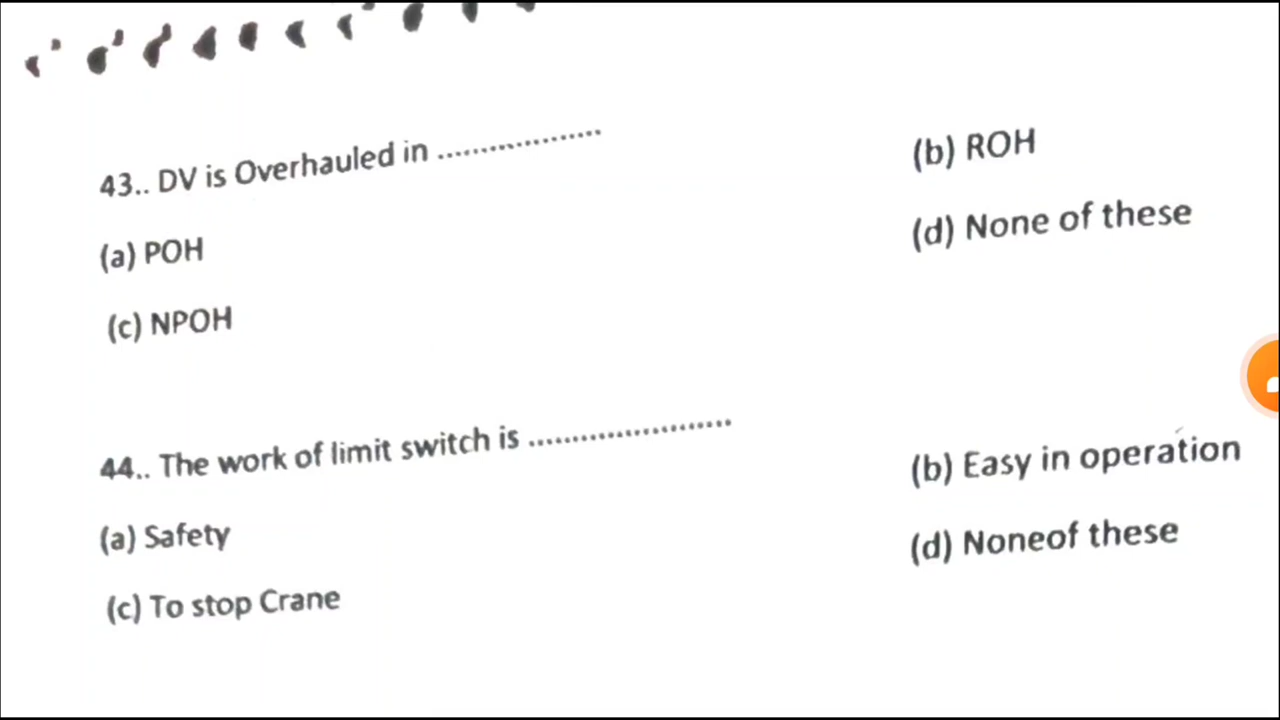 43.. DV is Overhauled in ....................
(a) POH
(b) ROH
(c) NPOH
(d) None of these
44.. The work of limit switch is .........................
(a) Safety
(b) Easy in operation
(c) To stop Crane
(d) Noneof these